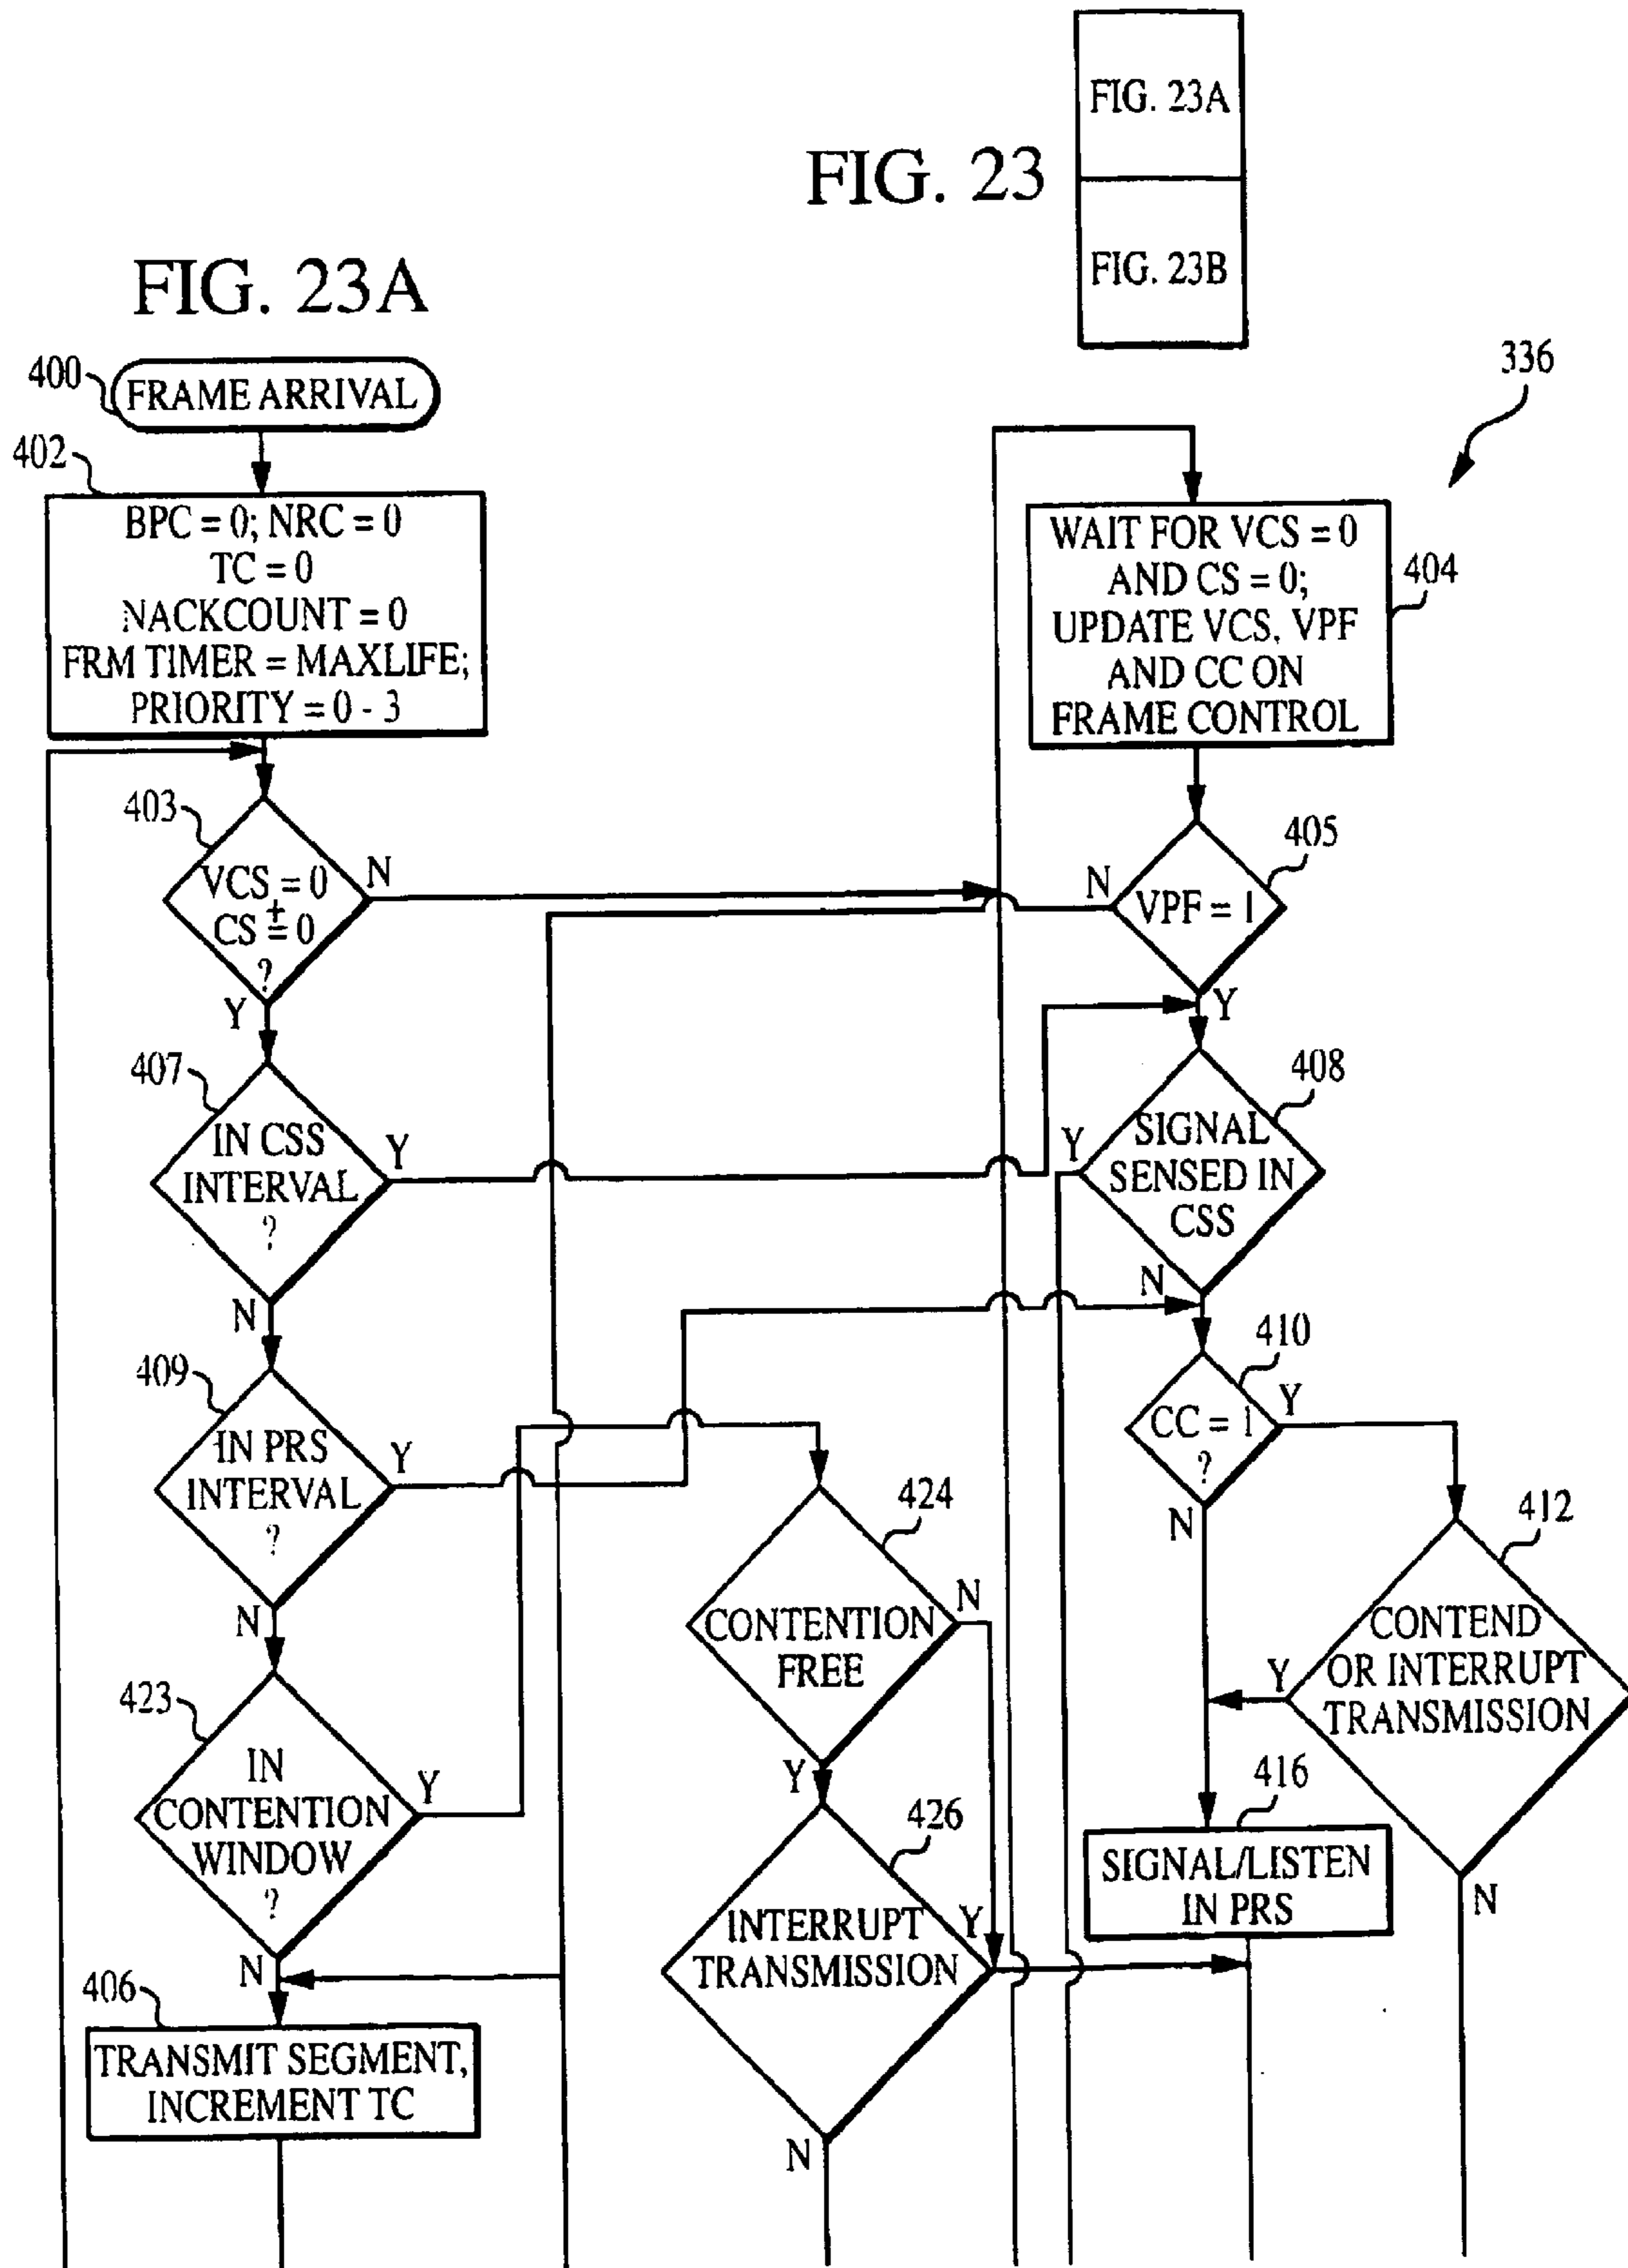 FIG. 23
FIG. 23A
FIG. 23B
FIG. 23A
336
400
FRAME ARRIVAL
402
BPC = 0; NRC = 0
TC = 0
NACKCOUNT = 0
FRM TIMER = MAXLIFE;
PRIORITY = 0 - 3
WAIT FOR VCS = 0
AND CS = 0;
UPDATE VCS, VPF
AND CC ON
FRAME CONTROL
404
403
VCS = 0
+
CS = 0
?
N
Y
405
VPF = 1
N
Y
407
IN CSS
INTERVAL
?
Y
N
408
SIGNAL
SENSED IN
CSS
Y
N
409
IN PRS
INTERVAL
?
Y
N
410
CC = 1
?
Y
N
424
CONTENTION
FREE
N
Y
412
CONTEND
OR INTERRUPT
TRANSMISSION
Y
N
423
IN
CONTENTION
WINDOW
?
Y
N
426
INTERRUPT
TRANSMISSION
Y
N
416
SIGNAL/LISTEN
IN PRS
406
TRANSMIT SEGMENT,
INCREMENT TC